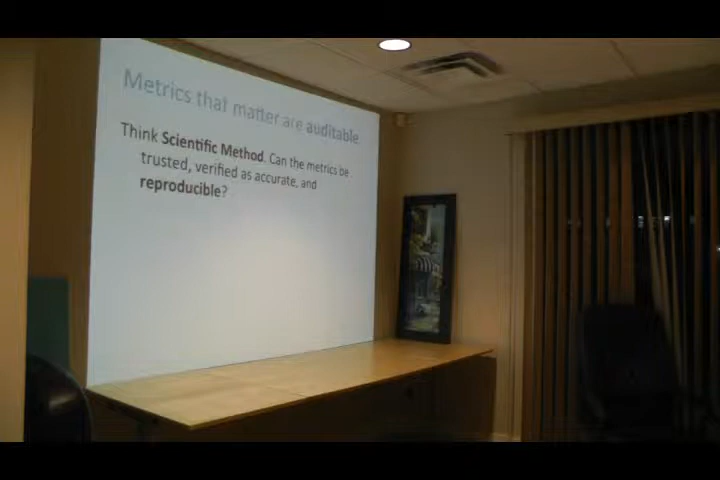 Metrics that matter are auditable.
Think Scientific Method. Can the metrics be
trusted, verified as accurate, and
reproducible?